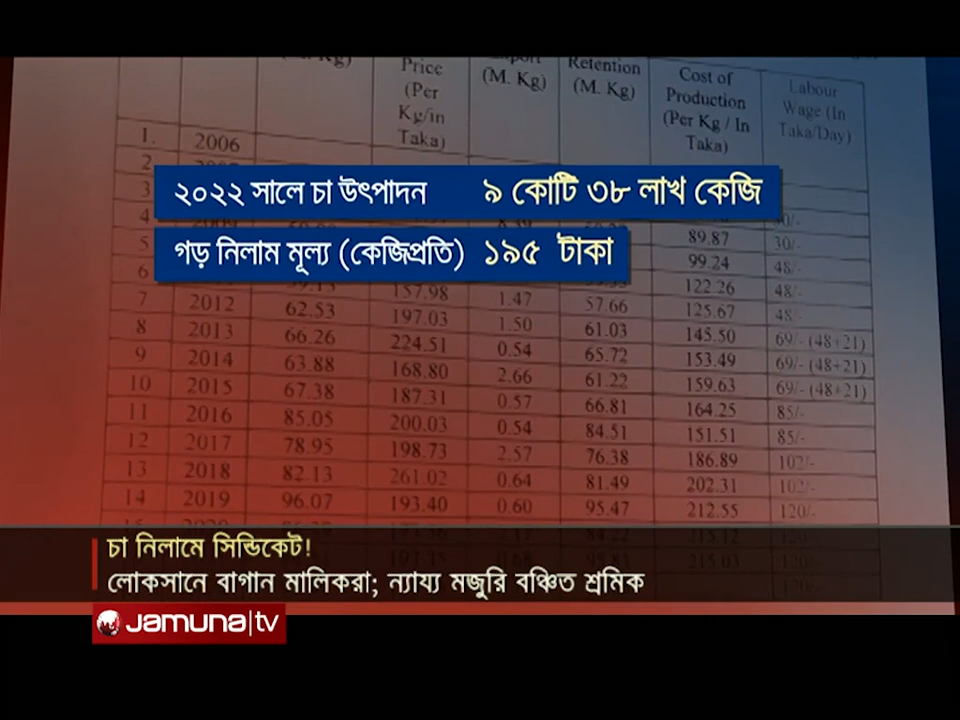 Price
(Per
Kg/in
Taka)
(M. Kg)
Retention
(M. Kg)
Cost of
Production
(Per Kg / In
Taka)
Labour
Wage (In
Taka/Day)
1. 2006
2
3
4
২০২২ সালে চা উৎপাদন ৯ কোটি ৩৮ লাখ কেজি
গড় নিলাম মূল্য (কেজিপ্রতি) ১৯৫ টাকা
5 89.87 30/-
6 99.24 48/-
157.98 1.47 122.26 48/-
7 2012 62.53 197.03 1.50 57.66 125.67 48/-
8 2013 66.26 224.51 0.54 61.03 145.50 69/- (48+21)
9 2014 63.88 168.80 2.66 65.72 153.49 69/- (48+21)
10 2015 67.38 187.31 0.57 61.22 159.63 69/- (48+21)
11 2016 85.05 200.03 0.54 66.81 164.25 85/-
12 2017 78.95 198.73 2.57 84.51 151.51 85/-
13 2018 82.13 261.02 0.64 76.38 186.89 102/-
14 2019 96.07 193.40 0.60 81.49 202.31 102/-
95.47 212.55 120/-
চা নিলামে সিন্ডিকেট!
লোকসানে বাগান মালিকরা; ন্যায্য মজুরি বঞ্চিত শ্রমিক
Jamuna|tv